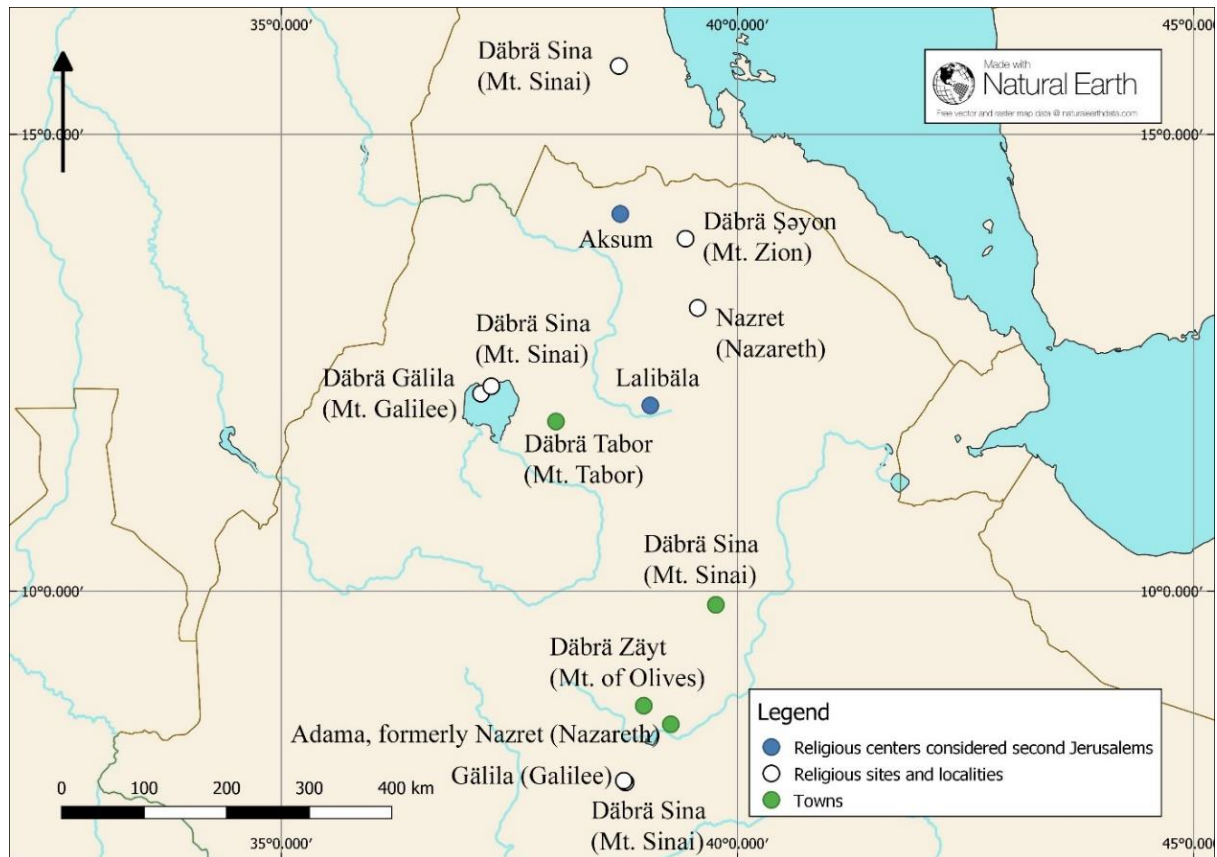 35°0.000′
40°0.000′
45°0.000′
Däbrä Sina
(Mt. Sinai)
Made with
Natural Earth
Free vector and raster map data @ naturalearthdata.com
15°0.000′
15°0.000′
Aksum
Däbrä Ṣəyon
(Mt. Zion)
Däbrä Sina
(Mt. Sinai)
Nazret
(Nazareth)
Däbrä Gälila
(Mt. Galilee)
Lalibäla
Däbrä Tabor
(Mt. Tabor)
Däbrä Sina
(Mt. Sinai)
10°0.000′
10°0.000′
Däbrä Zäyt
(Mt. of Olives)
Adama, formerly Nazret (Nazareth)
Gälila (Galilee)
Däbrä Sina
(Mt. Sinai)
Legend
Religious centers considered second Jerusalems
Religious sites and localities
Towns
0 100 200 300 400 km
35°0.000′
40°0.000′
45°0.000′